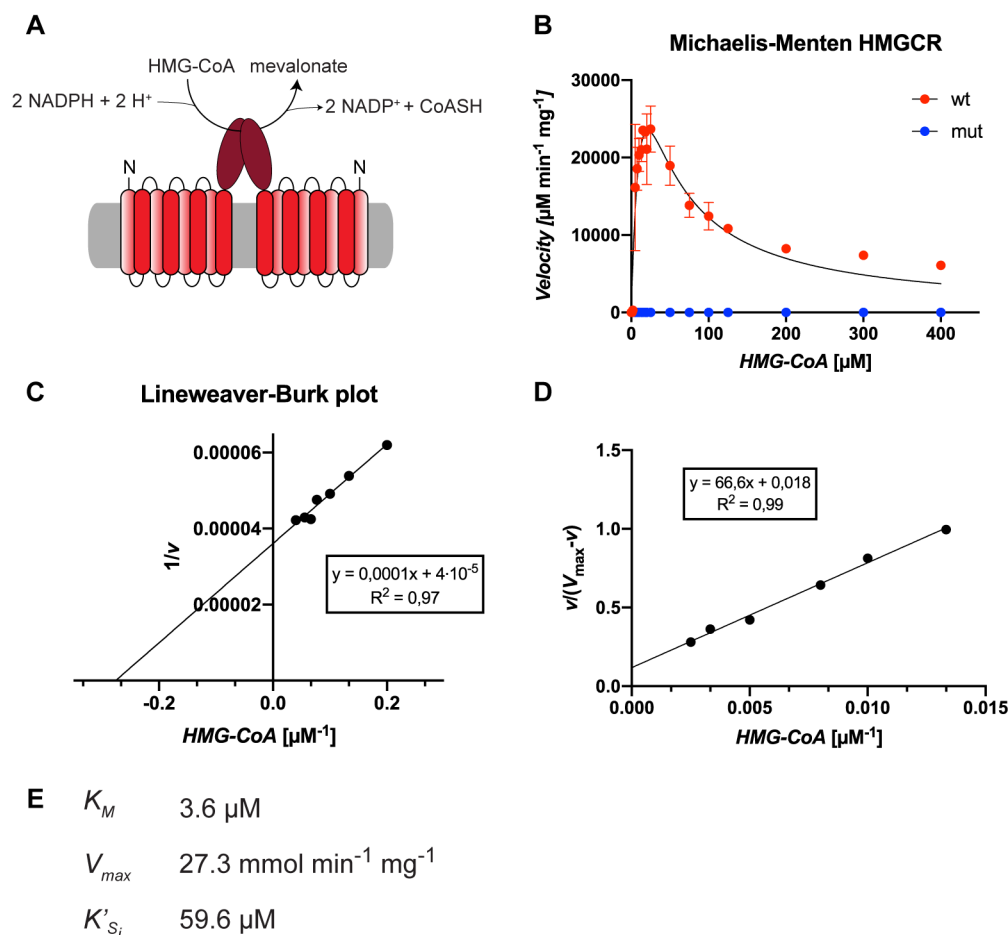 A
HMG-CoA mevalonate
2 NADPH + 2 H⁺
2 NADP⁺ + CoASH
N
N
B
Michaelis-Menten HMGCR
Velocity [µM min⁻¹ mg⁻¹]
30000
20000
10000
0
0 100 200 300 400
HMG-CoA [µM]
wt
mut
C
Lineweaver-Burk plot
1/v
0.00006
0.00004
0.00002
y = 0,0001x + 4·10⁻⁵
R² = 0,97
-0.2 0.0 0.2
HMG-CoA [µM⁻¹]
D
v/(Vmax-v)
1.5
1.0
0.5
0.0
y = 66,6x + 0,018
R² = 0,99
0.000 0.005 0.010 0.015
HMG-CoA [µM⁻¹]
E
KM 3.6 µM
Vmax 27.3 mmol min⁻¹ mg⁻¹
K'Si 59.6 µM